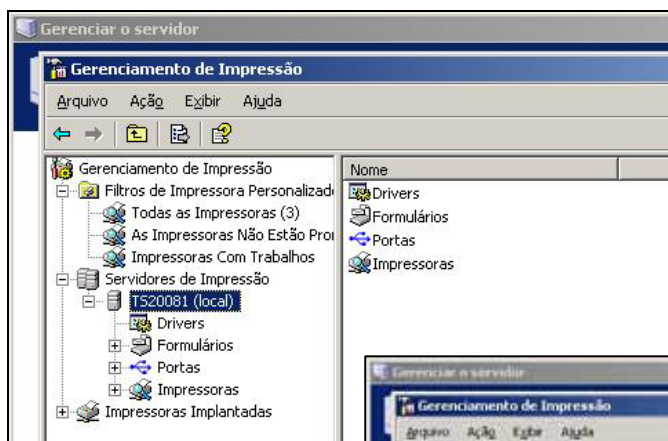 Gerenciar o servidor
Gerenciamento de Impressão
Arquivo Ação Exibir Ajuda
Gerenciamento de Impressão
Filtros de Impressora Personalizad
Todas as Impressoras (3)
As Impressoras Não Estão Pro
Impressoras Com Trabalhos
Servidores de Impressão
TS20081 (local)
Drivers
Formulários
Portas
Impressoras
Impressoras Implantadas
Nome
Drivers
Formulários
Portas
Impressoras
Gerenciar o servidor
Gerenciamento de Impressão
Arquivo Ação Exibir Ajuda